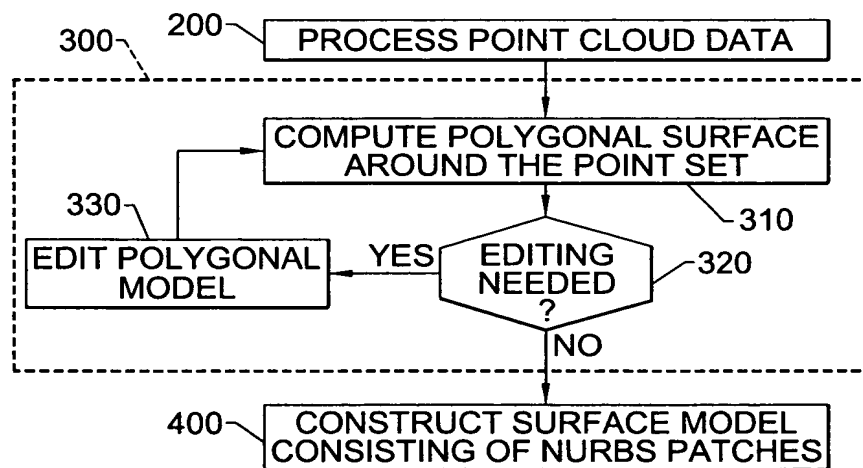 300
200
PROCESS POINT CLOUD DATA
COMPUTE POLYGONAL SURFACE
AROUND THE POINT SET
310
330
EDIT POLYGONAL
MODEL
YES
EDITING
NEEDED
?
320
NO
400
CONSTRUCT SURFACE MODEL
CONSISTING OF NURBS PATCHES